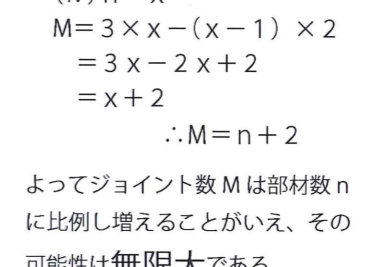 M=3×x-(x-1)×2
=3x-2x+2
=x+2
∴M=n+2
よってジョイント数Mは部材数n
に比例し増えることがいえ、その
可能性は無限大である